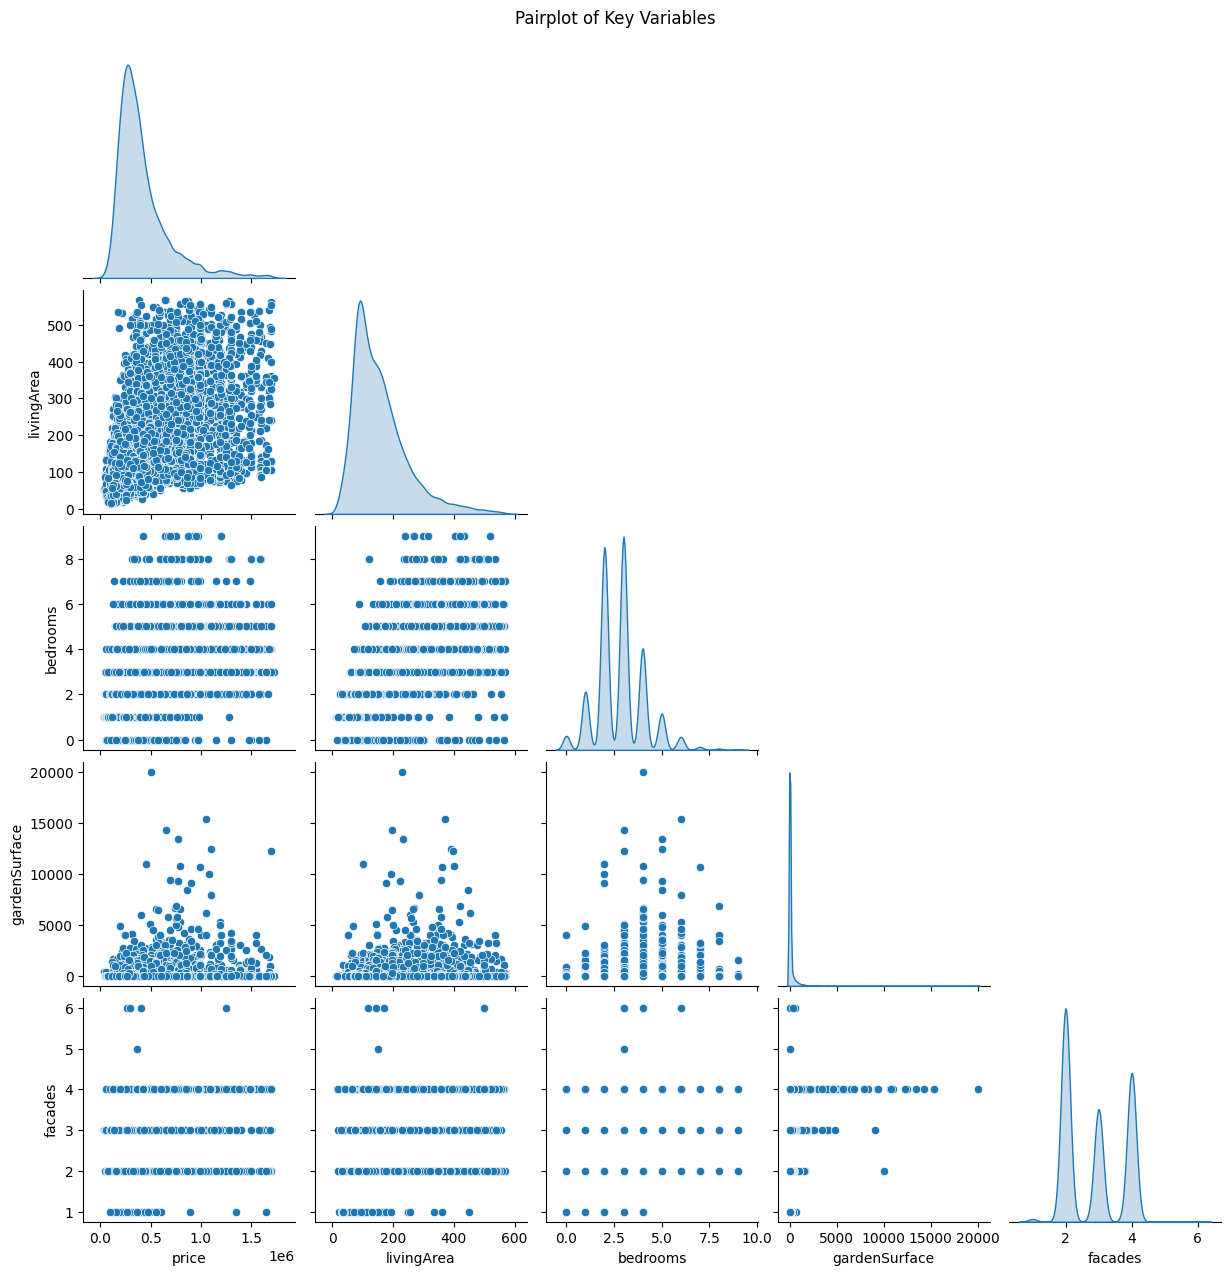 Pairplot of Key Variables
livingArea
500
400
300
200
100
0
bedrooms
8
6
4
2
0
gardenSurface
20000
15000
10000
5000
0
facades
6
5
4
3
2
1
0.0 0.5 1.0 1.5
1e6
price
0 200 400 600
livingArea
0.0 2.5 5.0 7.5 10.0
bedrooms
0 5000 10000 15000 20000
gardenSurface
2 4 6
facades